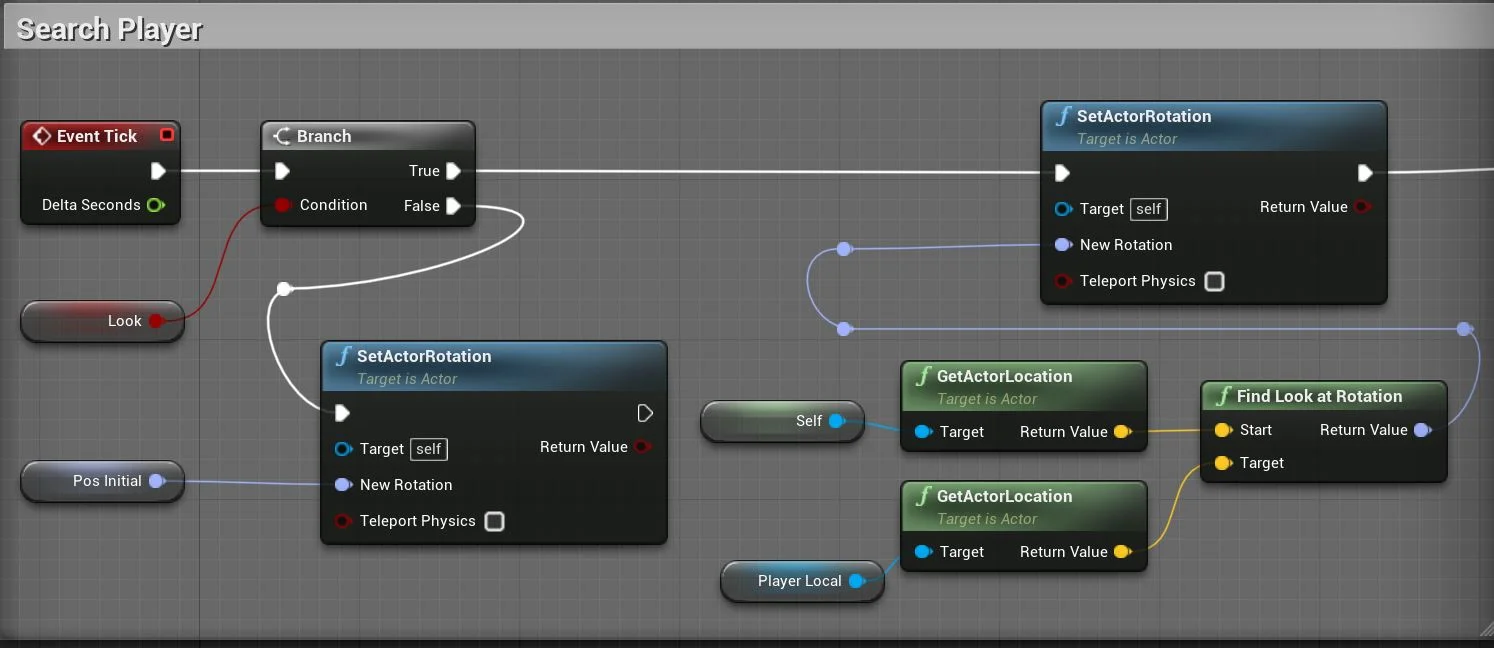 Search Player
Event Tick
Delta Seconds
Branch
True
Condition
False
Look
SetActorRotation
Target is Actor
Target self
Return Value
New Rotation
Teleport Physics
Pos Initial
SetActorRotation
Target is Actor
Target self
Return Value
New Rotation
Teleport Physics
Self
GetActorLocation
Target is Actor
Target Return Value
Player Local
GetActorLocation
Target is Actor
Target Return Value
Find Look at Rotation
Start Return Value
Target